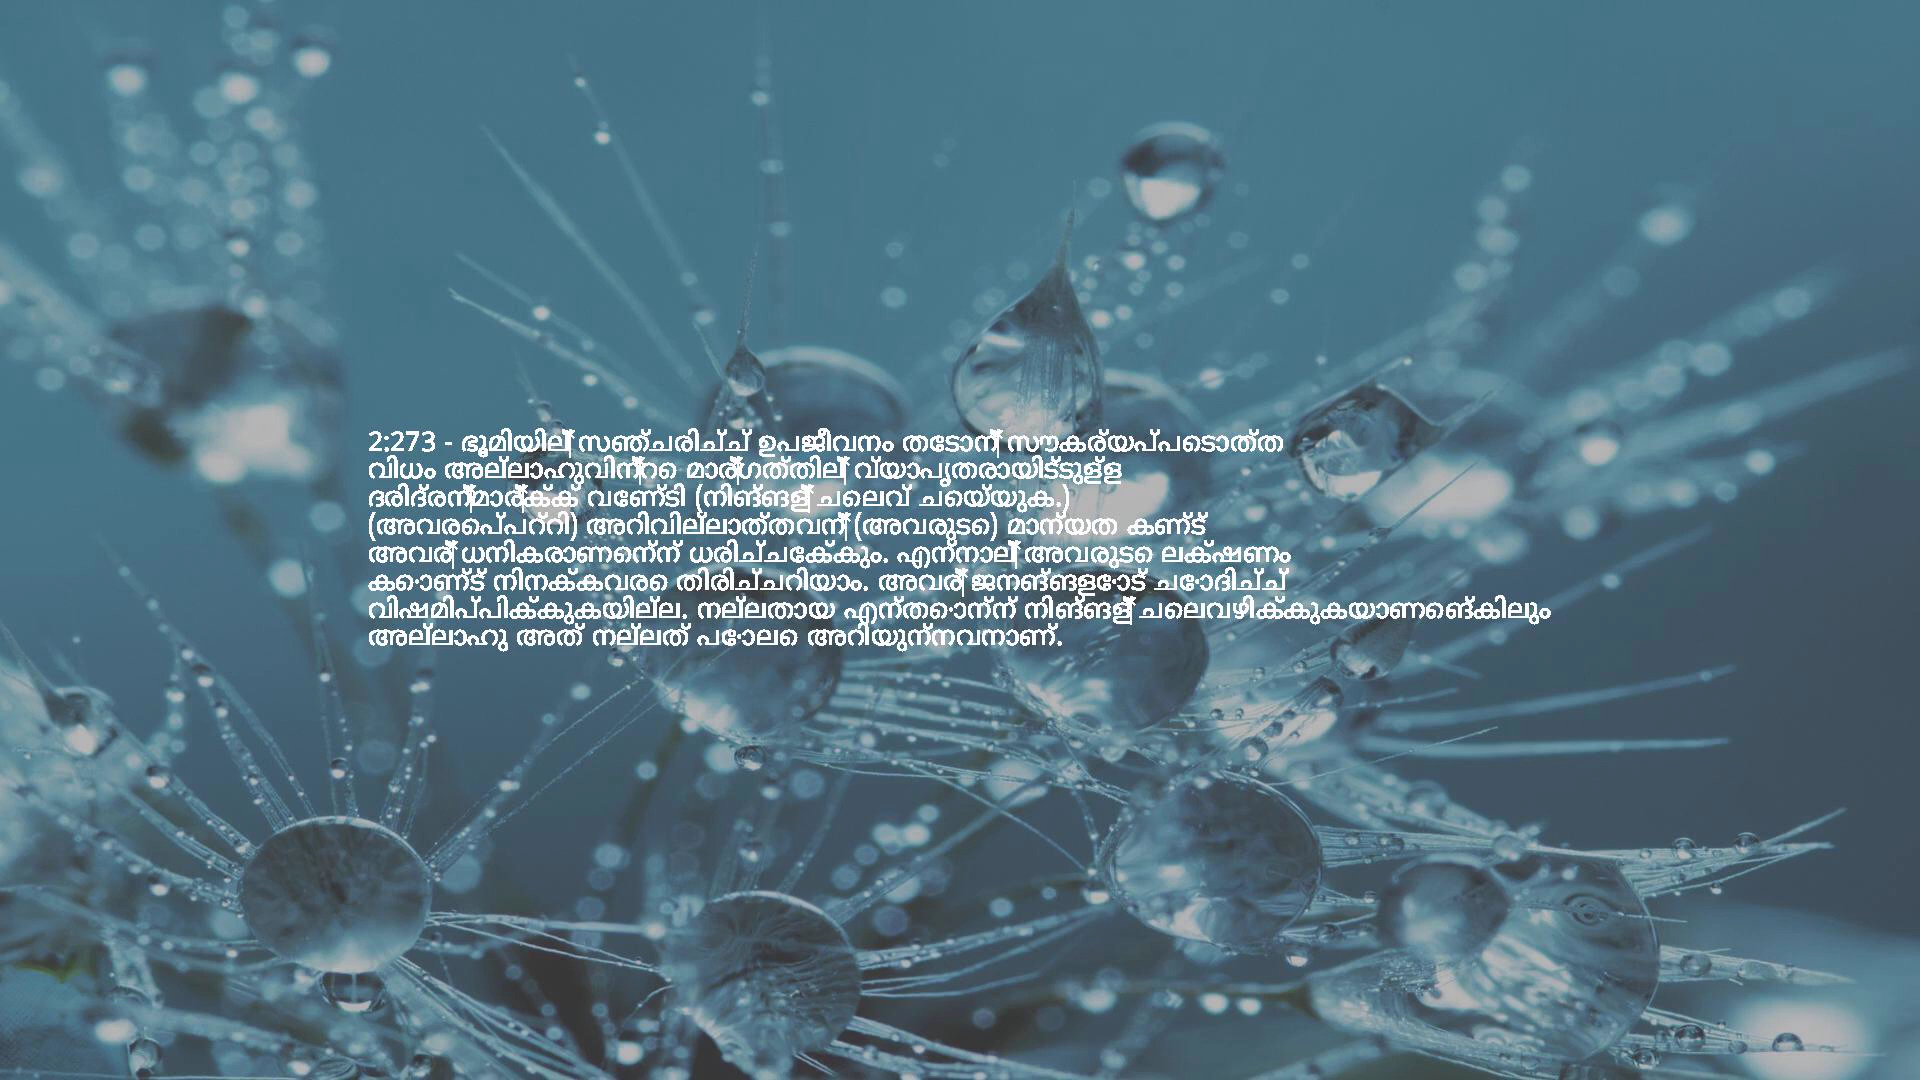 2:273 - ഭൂമിയില്‍ സഞ്ചരിച്ച് ഉപജീവനം തേടാന്‍ സൗകര്യപ്പെടാത്ത
വിധം അല്ലാഹുവിന്‍റെ മാര്‍ഗത്തില്‍ വ്യാപൃതരായിട്ടുള്ള
ദരിദ്രന്‍മാര്‍ക്ക് വേണ്ടി (നിങ്ങള്‍ ചെലവ് ചെയ്യുക.)
(അവരെപ്പറ്റി) അറിവില്ലാത്തവന്‍ (അവരുടെ) മാന്യത കണ്ട്
അവര്‍ ധനികരാണെന്ന് ധരിച്ചേക്കും. എന്നാല്‍ അവരുടെ ലക്ഷണം
കൊണ്ട് നിനക്കവരെ തിരിച്ചറിയാം. അവര്‍ ജനങ്ങളോട് ചോദിച്ച്
വിഷമിപ്പിക്കുകയില്ല. നല്ലതായ എന്തൊന്ന് നിങ്ങള്‍ ചെലവഴിക്കുകയാണെങ്കിലും
അല്ലാഹു അത് നല്ലത് പോലെ അറിയുന്നവനാണ്.